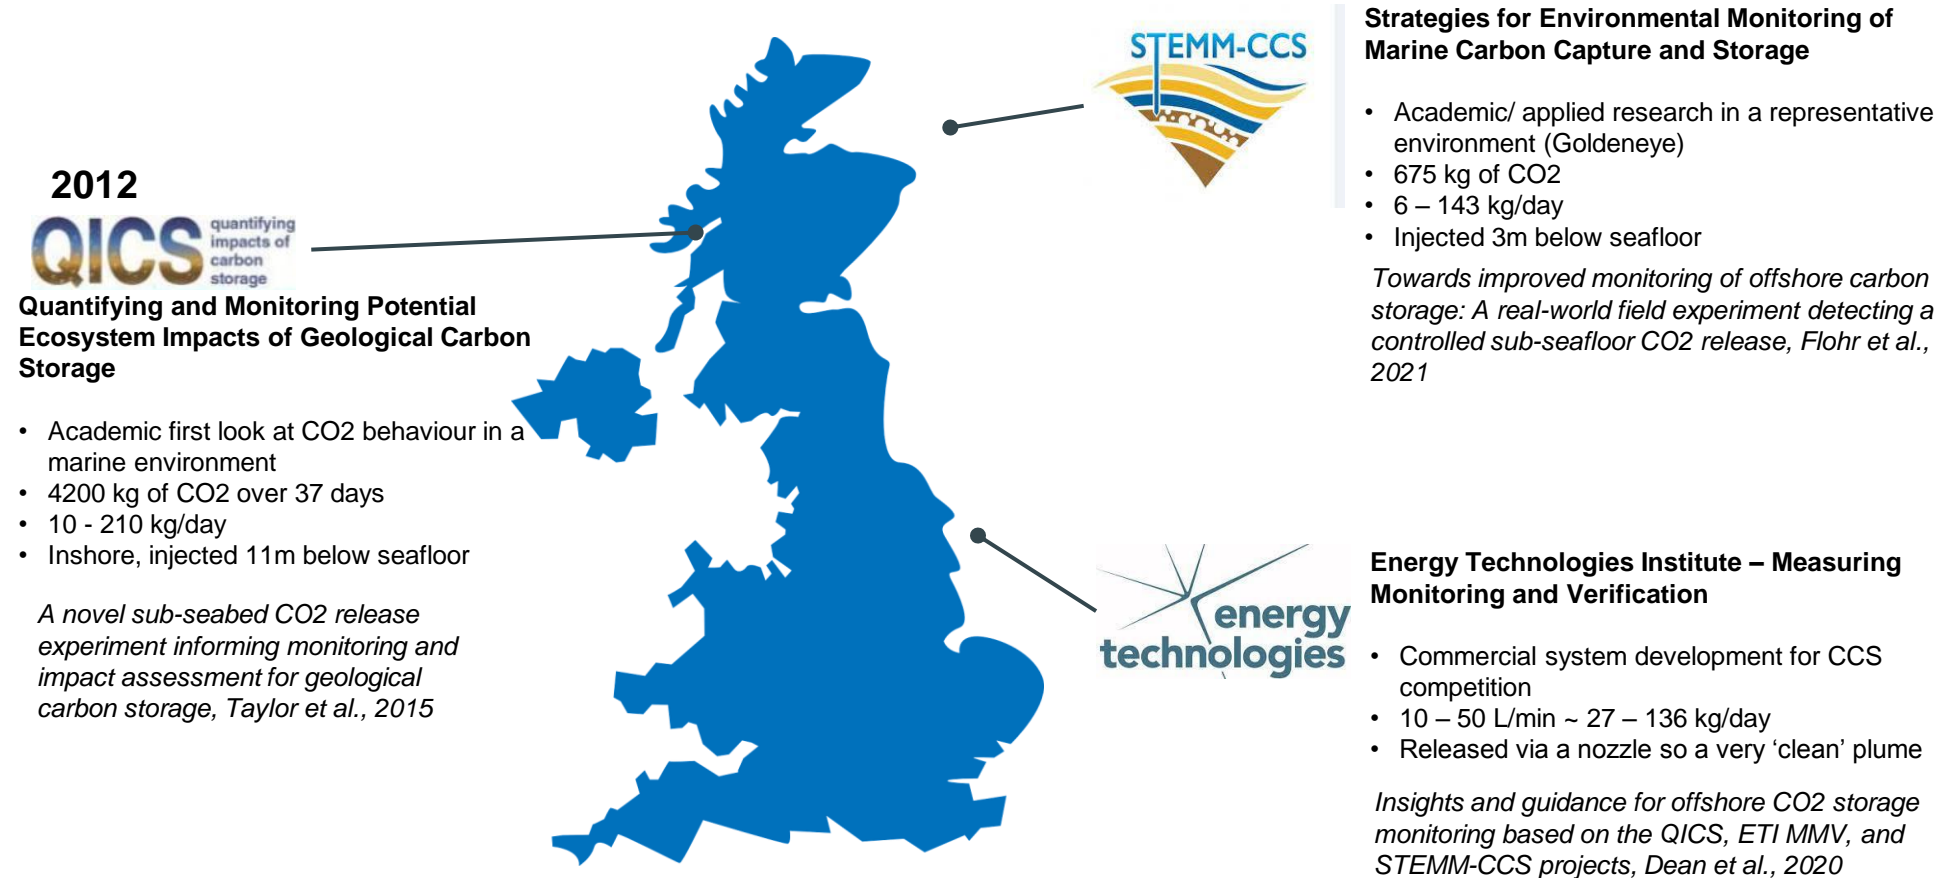 2012
QICS
quantifying
impacts of
carbon
storage
Quantifying and Monitoring Potential
Ecosystem Impacts of Geological Carbon
Storage
• Academic first look at CO2 behaviour in a
marine environment
• 4200 kg of CO2 over 37 days
• 10 - 210 kg/day
• Inshore, injected 11m below seafloor
A novel sub-seabed CO2 release
experiment informing monitoring and
impact assessment for geological
carbon storage, Taylor et al., 2015
STEMM-CCS
Strategies for Environmental Monitoring of
Marine Carbon Capture and Storage
• Academic/ applied research in a representative
environment (Goldeneye)
• 675 kg of CO2
• 6 – 143 kg/day
• Injected 3m below seafloor
Towards improved monitoring of offshore carbon
storage: A real-world field experiment detecting a
controlled sub-seafloor CO2 release, Flohr et al.,
2021
energy
technologies
Energy Technologies Institute – Measuring
Monitoring and Verification
• Commercial system development for CCS
competition
• 10 – 50 L/min ~ 27 – 136 kg/day
• Released via a nozzle so a very ‘clean’ plume
Insights and guidance for offshore CO2 storage
monitoring based on the QICS, ETI MMV, and
STEMM-CCS projects, Dean et al., 2020